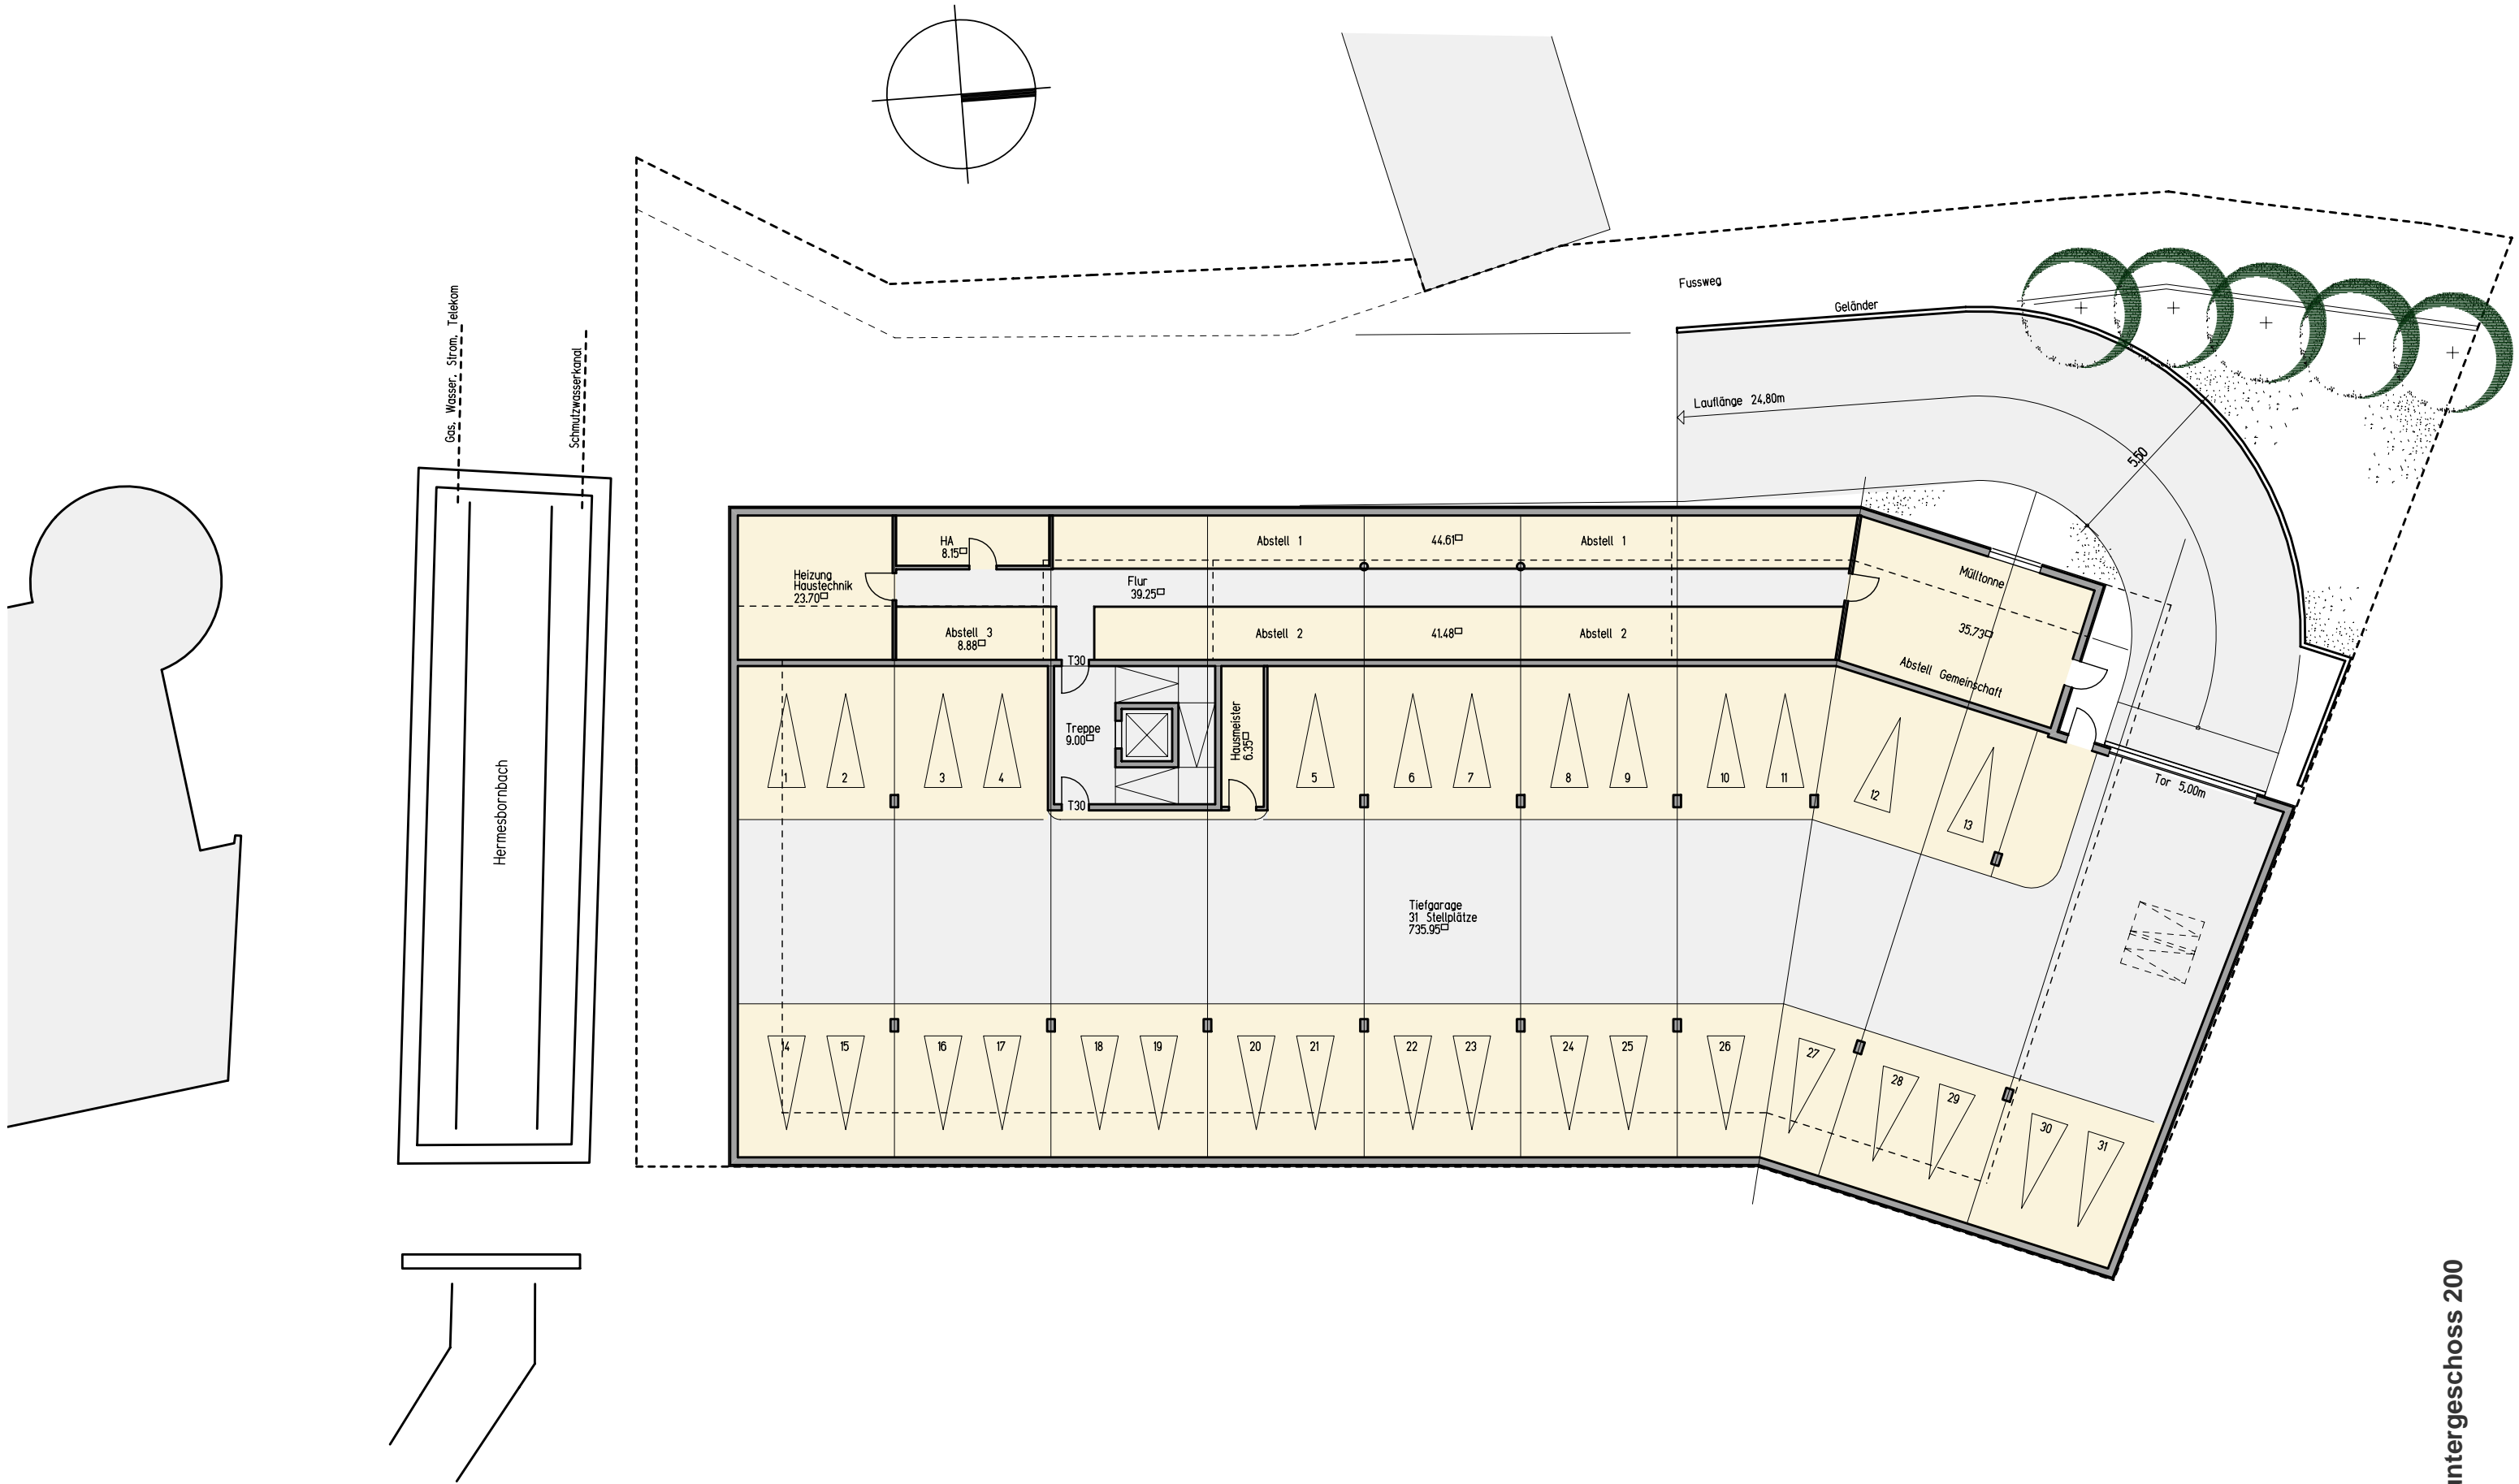 Fussweg
Geländer
Gas, Wasser, Strom, Telekom
Schmutzwasserkanal
Lauflänge 24,80m
5,50
HA
8.15□
Abstell 1
44.61□
Abstell 1
Heizung
Haustechnik
23.70□
Flur
39.25□
Mülltonne
Abstell 3
8.88□
Abstell 2
41.48□
Abstell 2
35.73□
Abstell Gemeinschaft
T30
Treppe
9.00□
Hausmeister
6.35□
T30
Tor 5,00m
1
2
3
4
5
6
7
8
9
10
11
12
13
Hermesbornbach
Tiefgarage
31 Stellplätze
735.95□
14
15
16
17
18
19
20
21
22
23
24
25
26
27
28
29
30
31
ntergeschoss 200